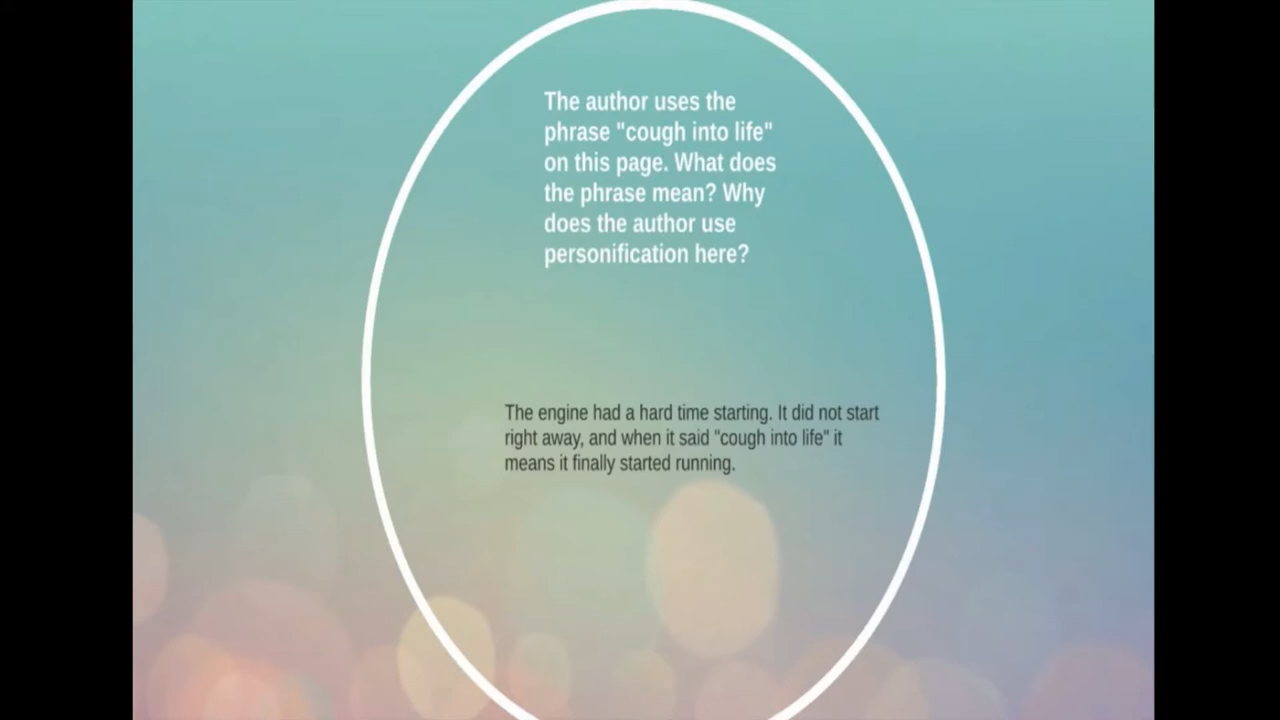 The author uses the
phrase "cough into life"
on this page. What does
the phrase mean? Why
does the author use
personification here?
The engine had a hard time starting. It did not start
right away, and when it said "cough into life" it
means it finally started running.